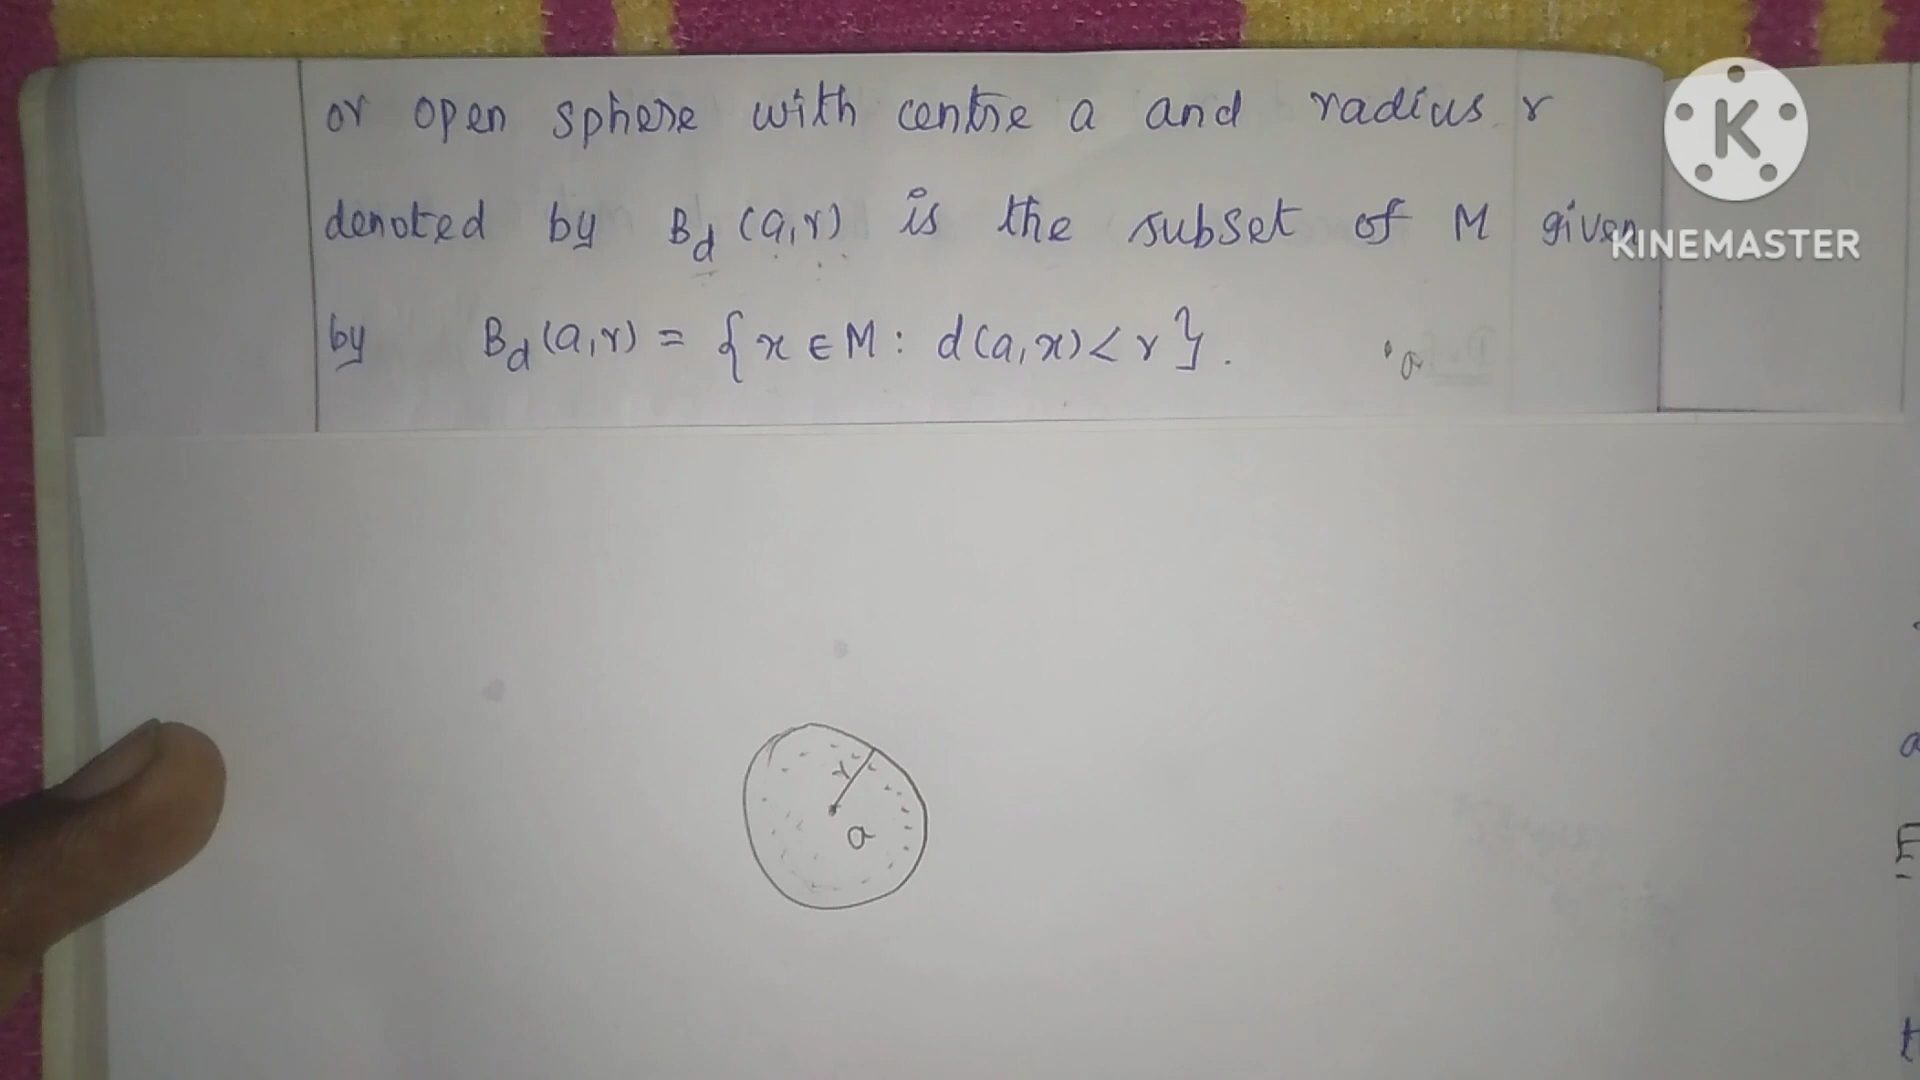 or open sphere with centre a and radius r
denoted by B_d (a,r) is the subset of M given
by B_d (a,r) = {x ∈ M : d(a,x) < r}.
a
r
a
K
KINEMASTER